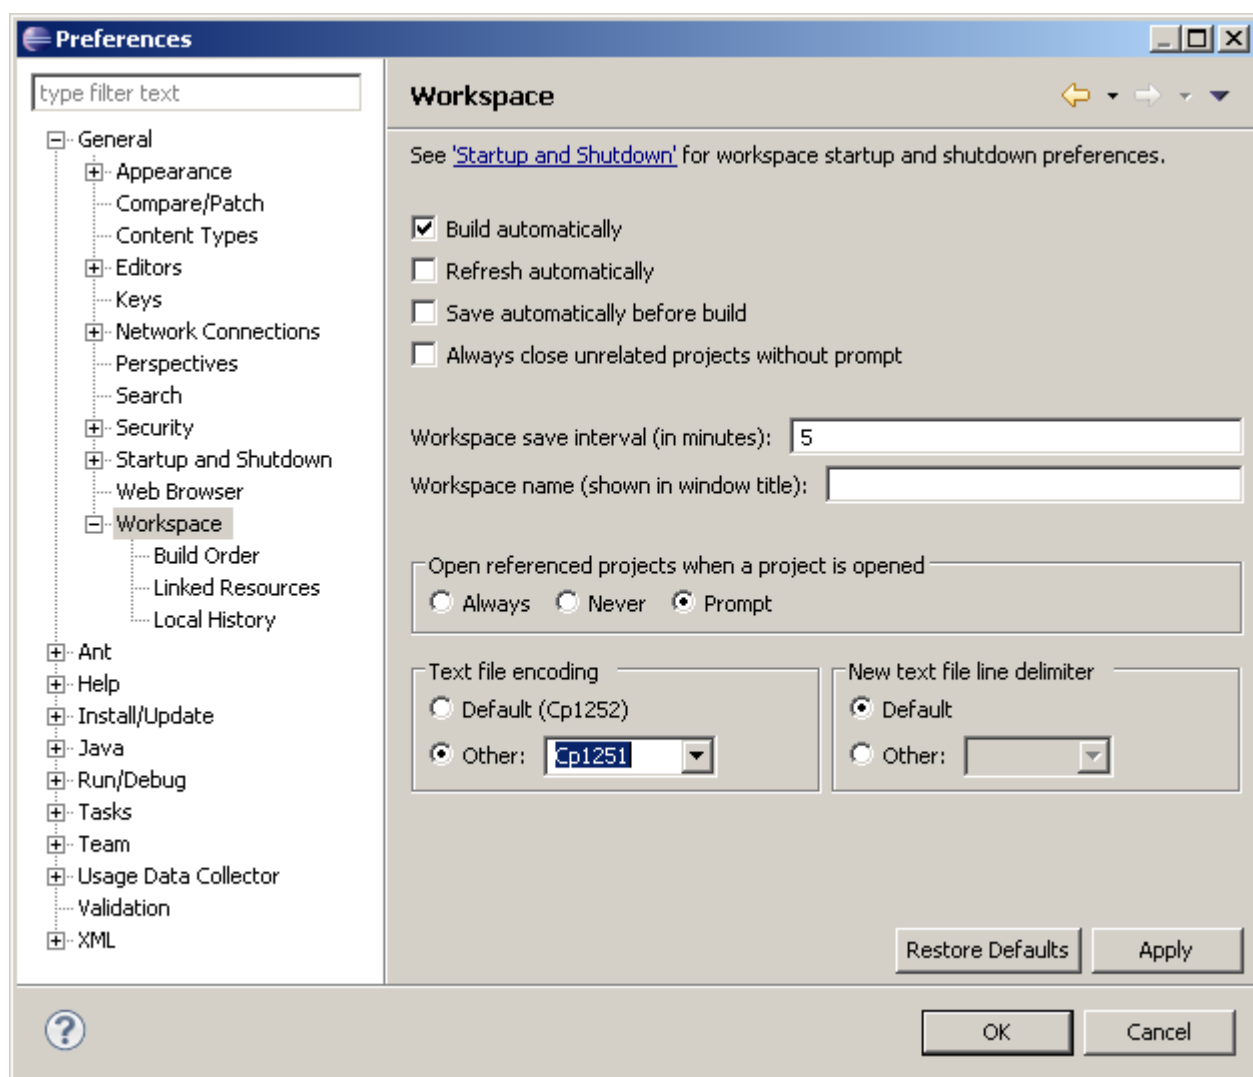 Preferences
type filter text
General
Appearance
Compare/Patch
Content Types
Editors
Keys
Network Connections
Perspectives
Search
Security
Startup and Shutdown
Web Browser
Workspace
Build Order
Linked Resources
Local History
Ant
Help
Install/Update
Java
Run/Debug
Tasks
Team
Usage Data Collector
Validation
XML
Workspace
See 'Startup and Shutdown' for workspace startup and shutdown preferences.
Build automatically
Refresh automatically
Save automatically before build
Always close unrelated projects without prompt
Workspace save interval (in minutes): 5
Workspace name (shown in window title):
Open referenced projects when a project is opened
Always Never Prompt
Text file encoding
Default (Cp1252)
Other: Cp1251
New text file line delimiter
Default
Other:
Restore Defaults Apply
? OK Cancel